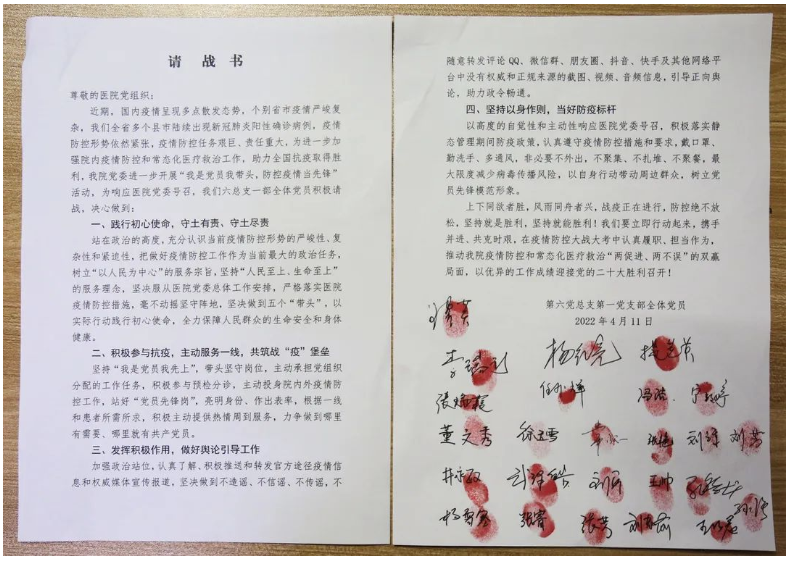 请战书
尊敬的医院党组织：
近期，国内疫情呈现多点散发态势，个别省市疫情严峻复
杂，我们全省多个县市陆续出现新冠肺炎阳性确诊病例，疫情
防控形势依然紧张，疫情防控任务艰巨、责任重大，为进一步加
强院内疫情防控和常态化医疗救治工作，助力全国抗疫取得胜
利，我院党委进一步开展“我是党员我带头，防控疫情当先锋”
活动，为响应医院党委号召，我们六总支一部全体党员积极请
战，决心做到：
一、践行初心使命，守土有责、守土尽责
站在政治的高度，充分认识当前疫情防控形势的严峻性、复
杂性和紧迫性，把做好疫情防控工作作为当前最大的政治任务，
树立“以人民为中心”的服务宗旨，坚持“人民至上、生命至上”
的服务理念，坚决服从医院党委总体工作安排，严格落实医院
疫情防控措施，毫不动摇坚守阵地，坚决做到五个“带头”，以
实际行动践行初心使命，全力保障人民群众的生命安全和身体
健康。
二、积极参与抗疫，主动服务一线，共筑战“疫”堡垒
坚持“我是党员我先上”，带头坚守岗位，主动承担党组织
分配的工作任务，积极参与预检分诊，主动投身院内外疫情防
控工作，站好“党员先锋岗”，亮明身份、作出表率，根据一线
和患者所需所求，积极主动提供热情周到服务，力争做到哪里
有需要、哪里就有共产党员。
三、发挥积极作用，做好舆论引导工作
加强政治站位，认真了解、积极推送和转发官方途径疫情信
息和权威媒体宣传报道，坚决做到不造谣、不信谣、不传谣，不
随意转发评论QQ、微信群、朋友圈、抖音、快手及其他网络平
台中没有权威和正规来源的截图、视频、音频信息，引导正向舆
论，助力政令畅通。
四、坚持以身作则，当好防疫标杆
以高度的自觉性和主动性响应医院党委号召，积极落实静
态管理期间防疫政策，认真遵守疫情防控措施和要求，戴口罩、
勤洗手、多通风，非必要不外出，不聚集、不扎堆、不聚餐，最
大限度减少病毒传播风险，以自身行动带动周边群众，树立党
员先锋模范形象。
上下同欲者胜，风雨同舟者兴，战疫正在进行，防控绝不放
松，坚持就是胜利，坚持就能胜利！我们要立即行动起来，携手
并进、共克时艰，在疫情防控大战大考中认真履职、担当作为，
推动我院疫情防控和常态化医疗救治“两促进、两不误”的双赢
局面，以优异的工作成绩迎接党的二十大胜利召开！
第六党总支第一党支部全体党员
2022年4月11日
董文秀
王帅
张芳